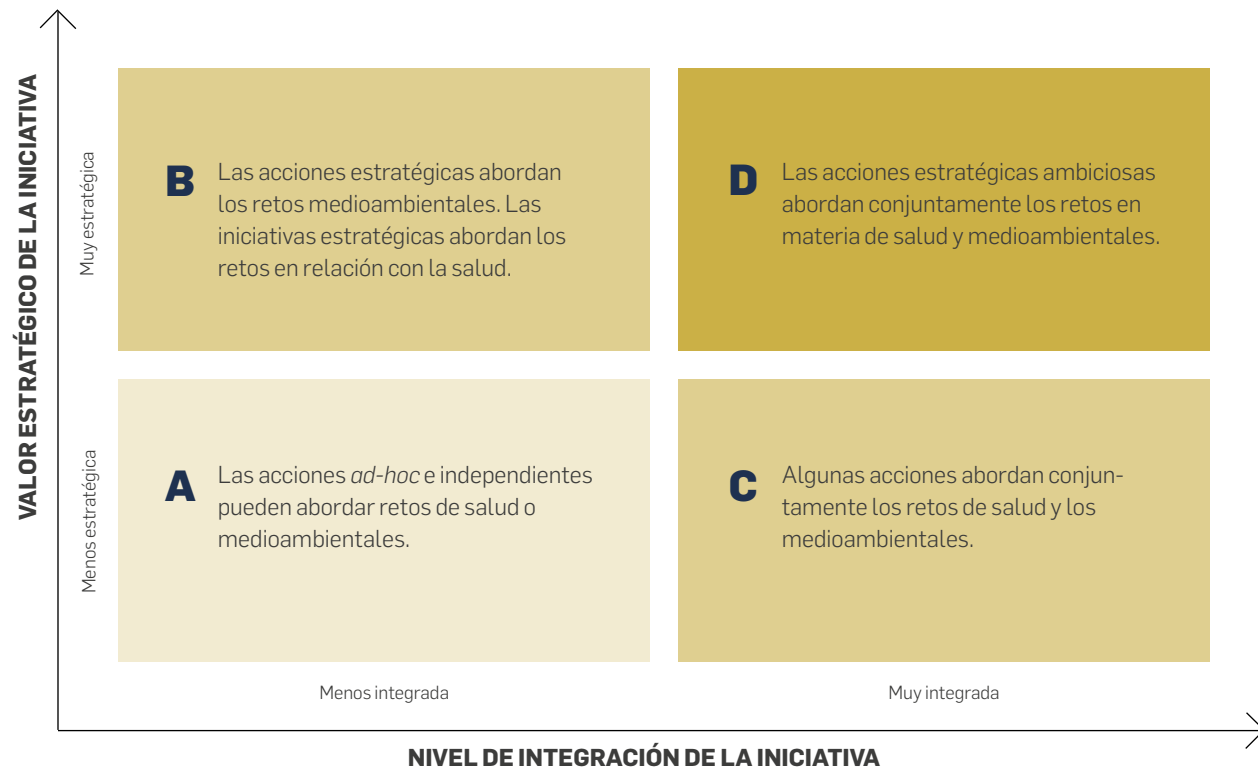 VALOR ESTRATÉGICO DE LA INICIATIVA
Muy estratégica
B
Las acciones estratégicas abordan
los retos medioambientales. Las
iniciativas estratégicas abordan los
retos en relación con la salud.
D
Las acciones estratégicas ambiciosas
abordan conjuntamente los retos en
materia de salud y medioambientales.
Menos estratégica
A
Las acciones ad-hoc e independientes
pueden abordar retos de salud o
medioambientales.
C
Algunas acciones abordan conjun-
tamente los retos de salud y los
medioambientales.
Menos integrada
Muy integrada
NIVEL DE INTEGRACIÓN DE LA INICIATIVA